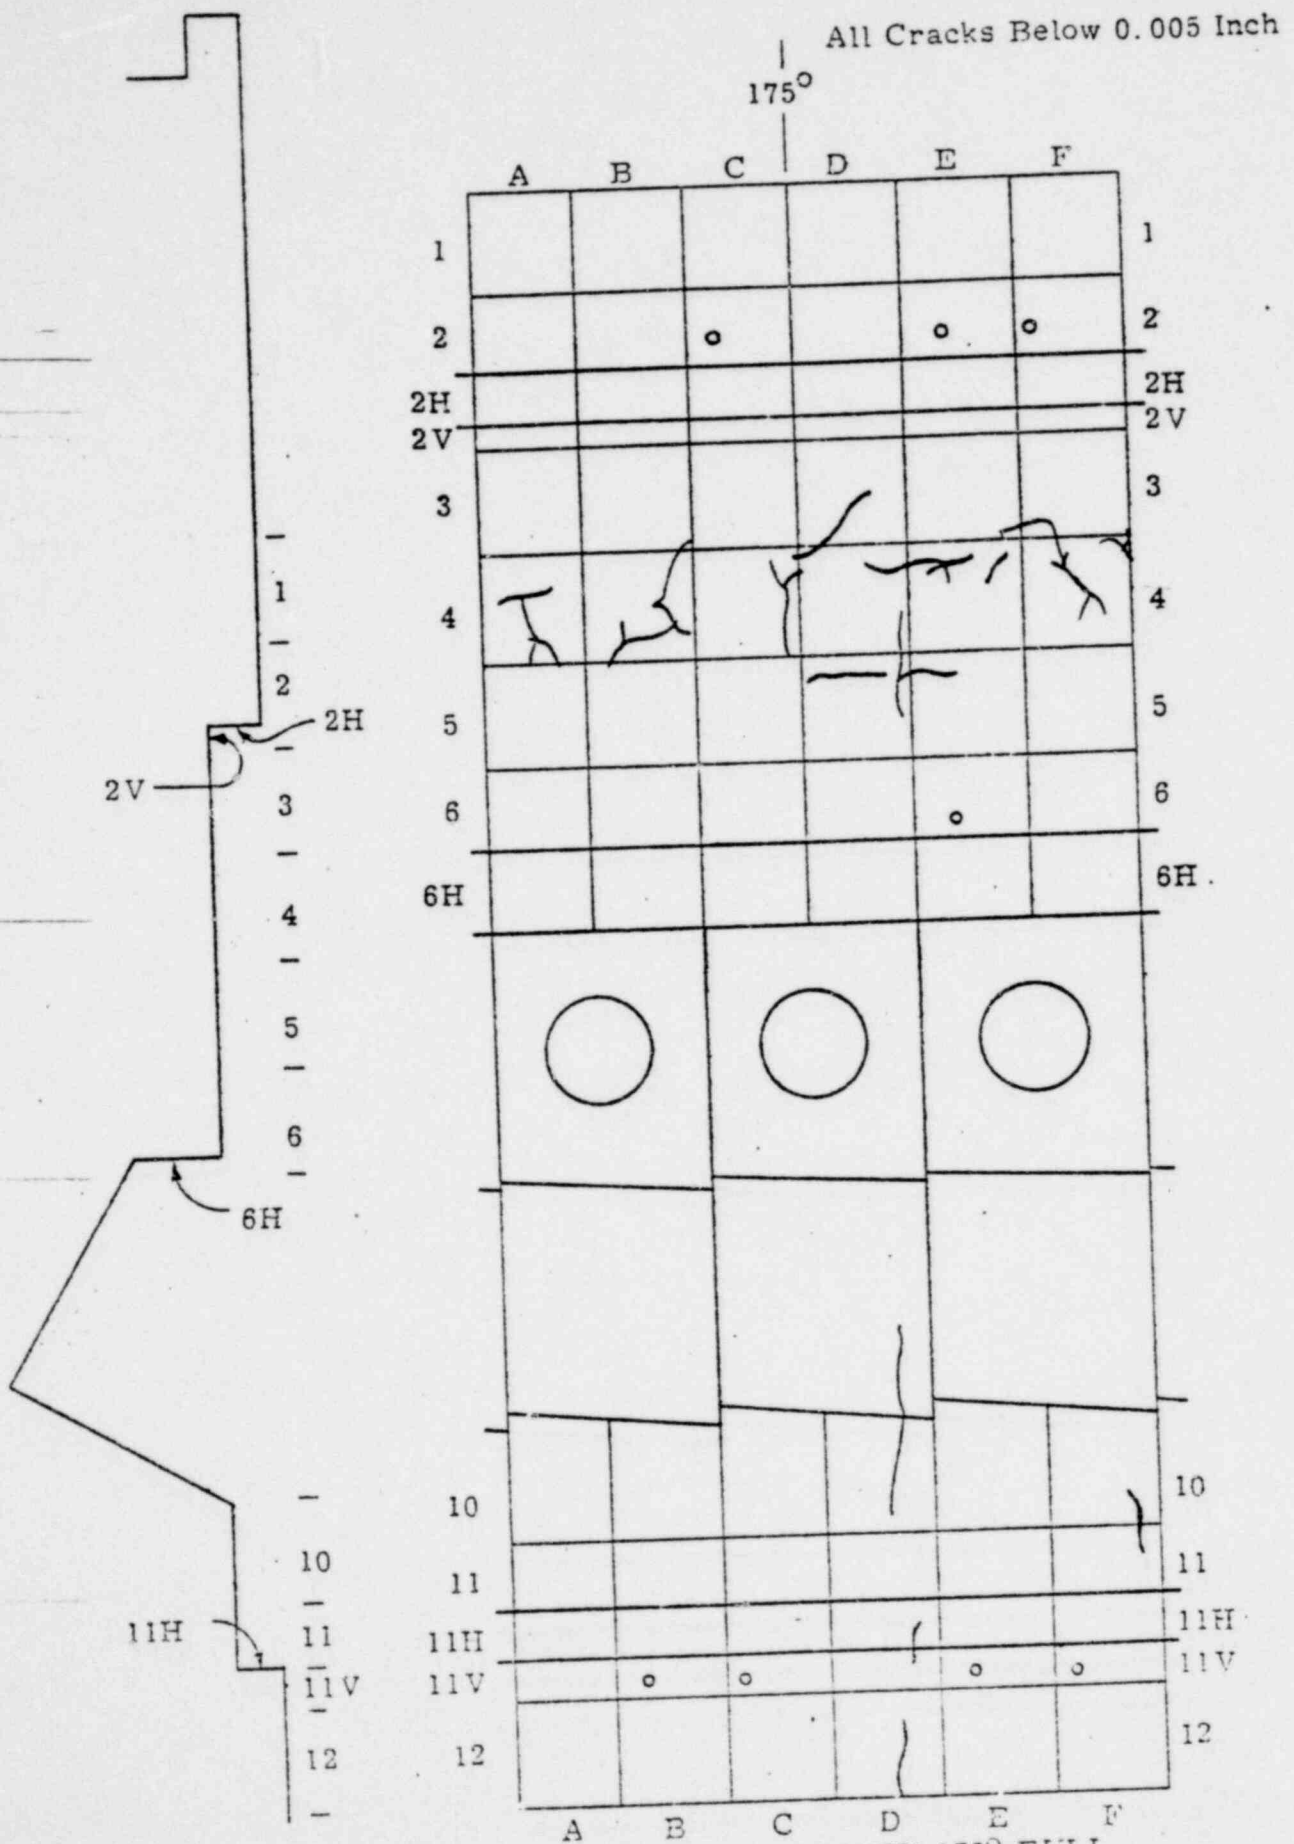 All Cracks Below 0.005 Inch
175°
A B C D E F
1 1
2 2
2H 2H
2V 2V
3 3
4 4
5 5
6 6
6H 6H
10 10
11 11
11H 11H
11V 11V
12 12
A B C D E F
1
2
2H
2V
3
4
5
6
6H
10
11H
11
11V
12